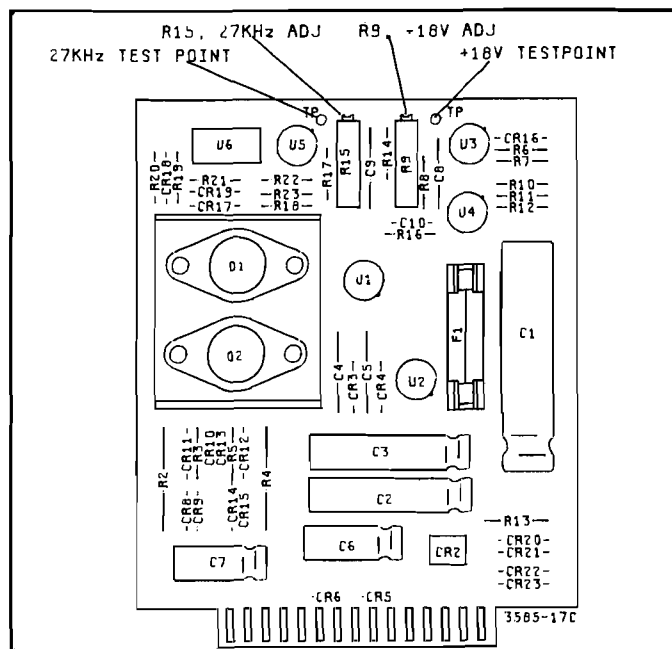 R15, 27KHz ADJ
R9, +18V ADJ
27KHz TEST POINT
+18V TESTPOINT
TP
TP
U6
U5
R15
R9
U3
CR16
R6
R7
R20
CR18
R19
R21
CR19
CR17
R22
R23
R18
R17
C9
R14
R8
C8
R10
R11
R12
U4
C10
R16
Q1
U1
F1
C1
Q2
C4
CR3
C5
CR4
U2
R2
CR11
R3
CR10
CR13
R5
CR12
R4
CR8
CR9
CR14
CR15
C3
C2
R13
C6
CR2
C7
CR20
CR21
CR22
CR23
CR6
CR5
3585-17C